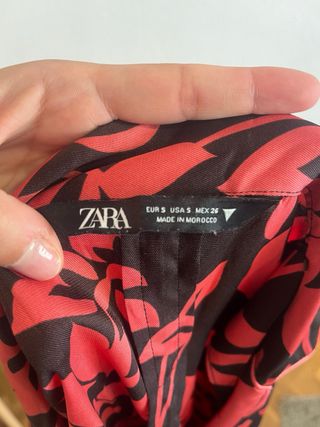 ZARA
EUR S USA S MEX 26
MADE IN MOROCCO